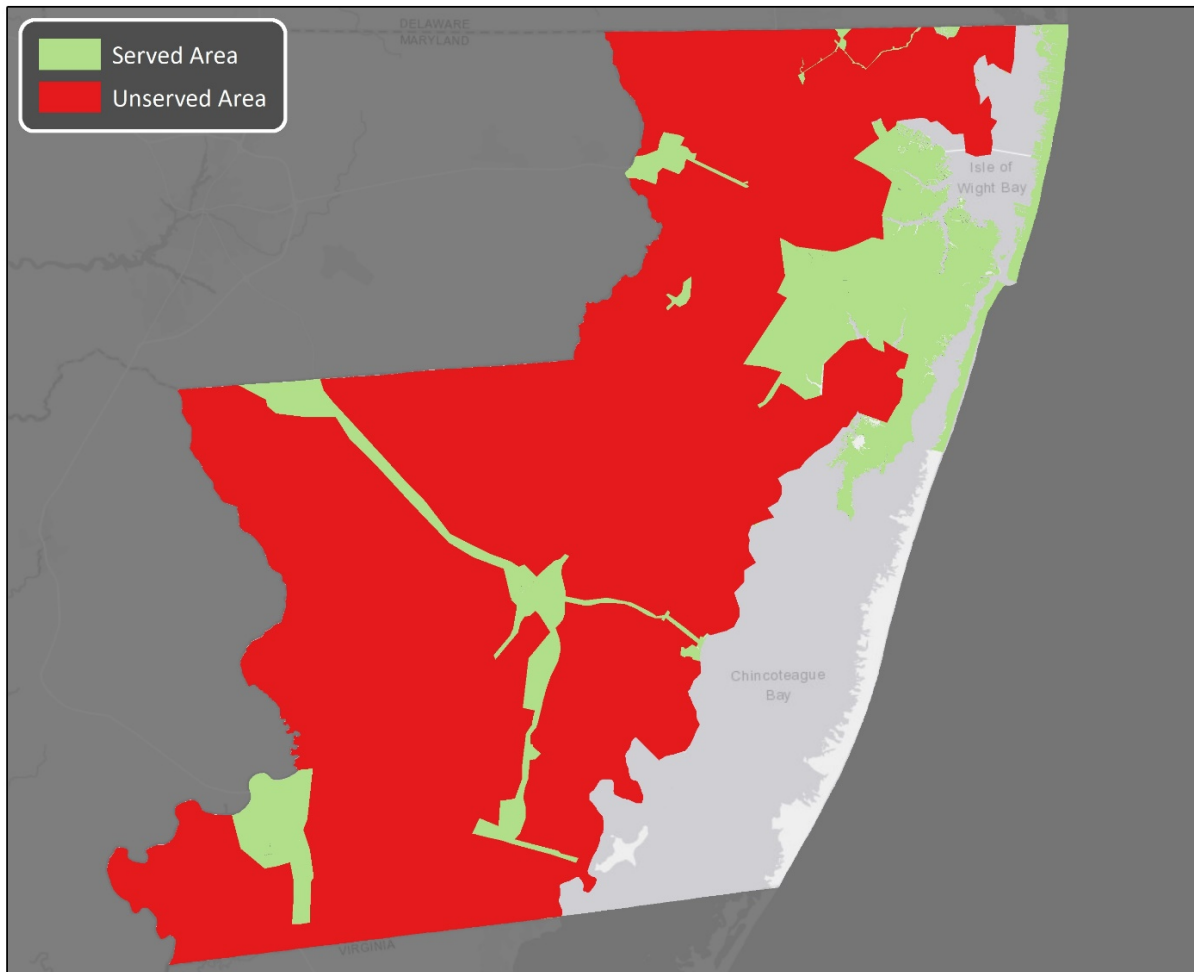 Served Area
Unserved Area
DELAWARE
MARYLAND
Isle of
Wight Bay
Chincoteague
Bay
VIRGINIA